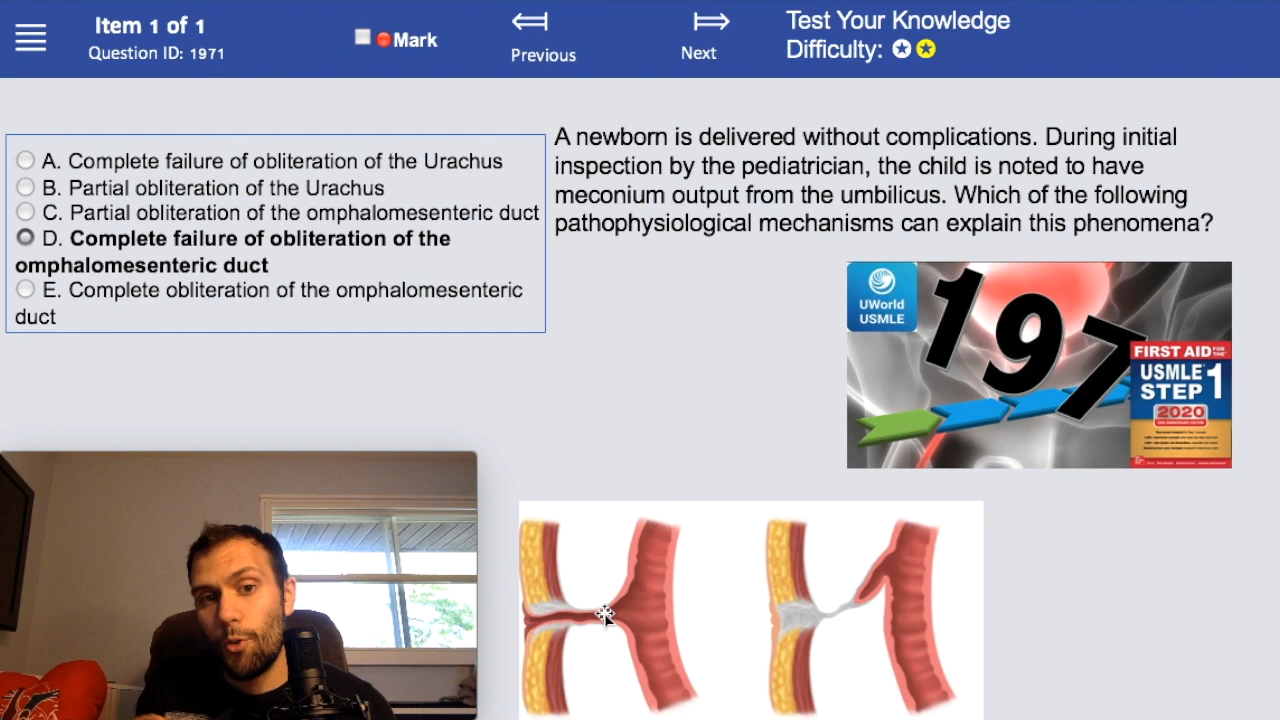 Item 1 of 1
Question ID: 1971
Mark
Previous
Next
Test Your Knowledge
Difficulty:
A. Complete failure of obliteration of the Urachus
B. Partial obliteration of the Urachus
C. Partial obliteration of the omphalomesenteric duct
D. Complete failure of obliteration of the
omphalomesenteric duct
E. Complete obliteration of the omphalomesenteric
duct
A newborn is delivered without complications. During initial
inspection by the pediatrician, the child is noted to have
meconium output from the umbilicus. Which of the following
pathophysiological mechanisms can explain this phenomena?
UWorld
USMLE
197
FIRST AID FOR THE
USMLE
STEP 1
2020